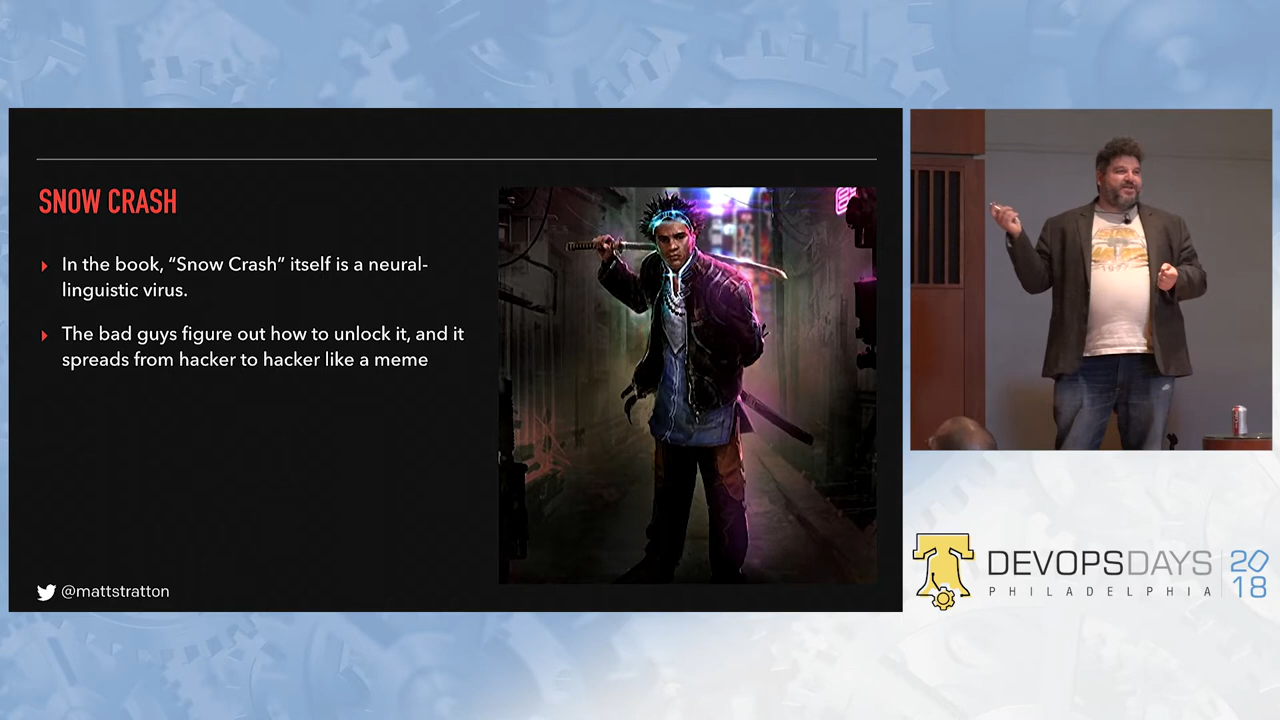 SNOW CRASH
In the book, “Snow Crash” itself is a neural-
linguistic virus.
The bad guys figure out how to unlock it, and it
spreads from hacker to hacker like a meme
@mattstratton
DEVOPSDAYS
PHILADELPHIA
20
18